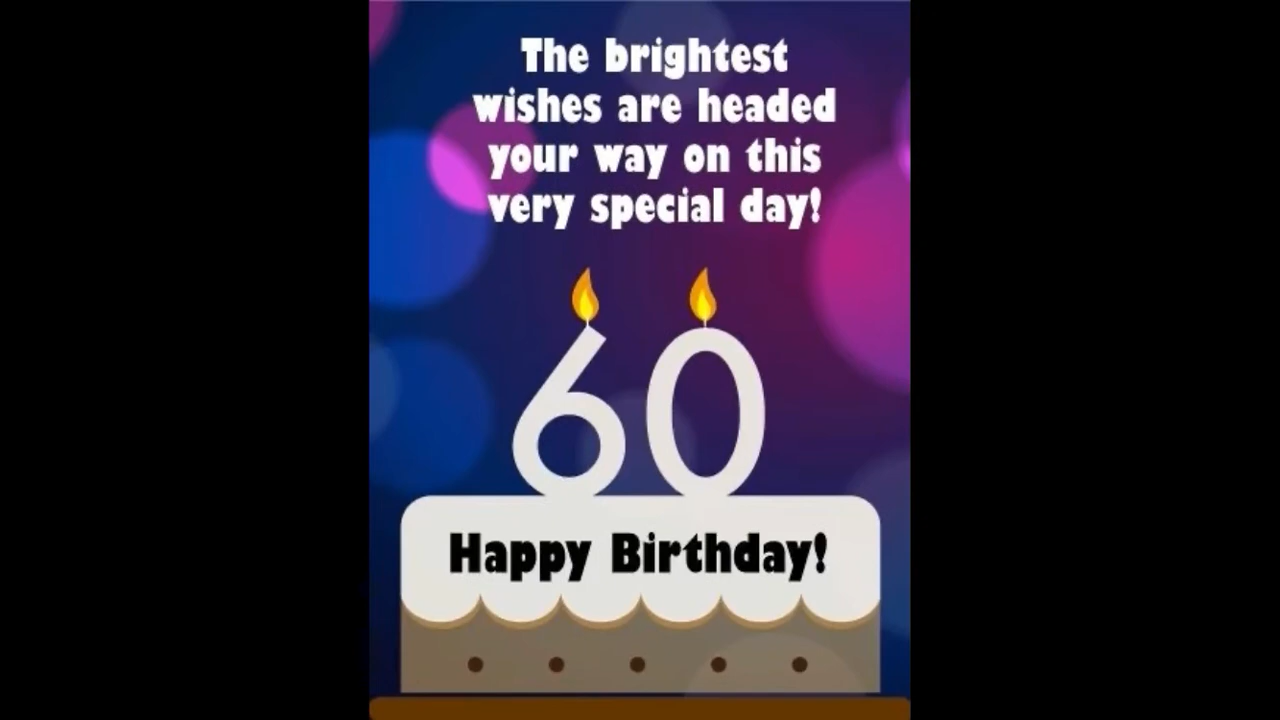 The brightest
wishes are headed
your way on this
very special day!
60
Happy Birthday!